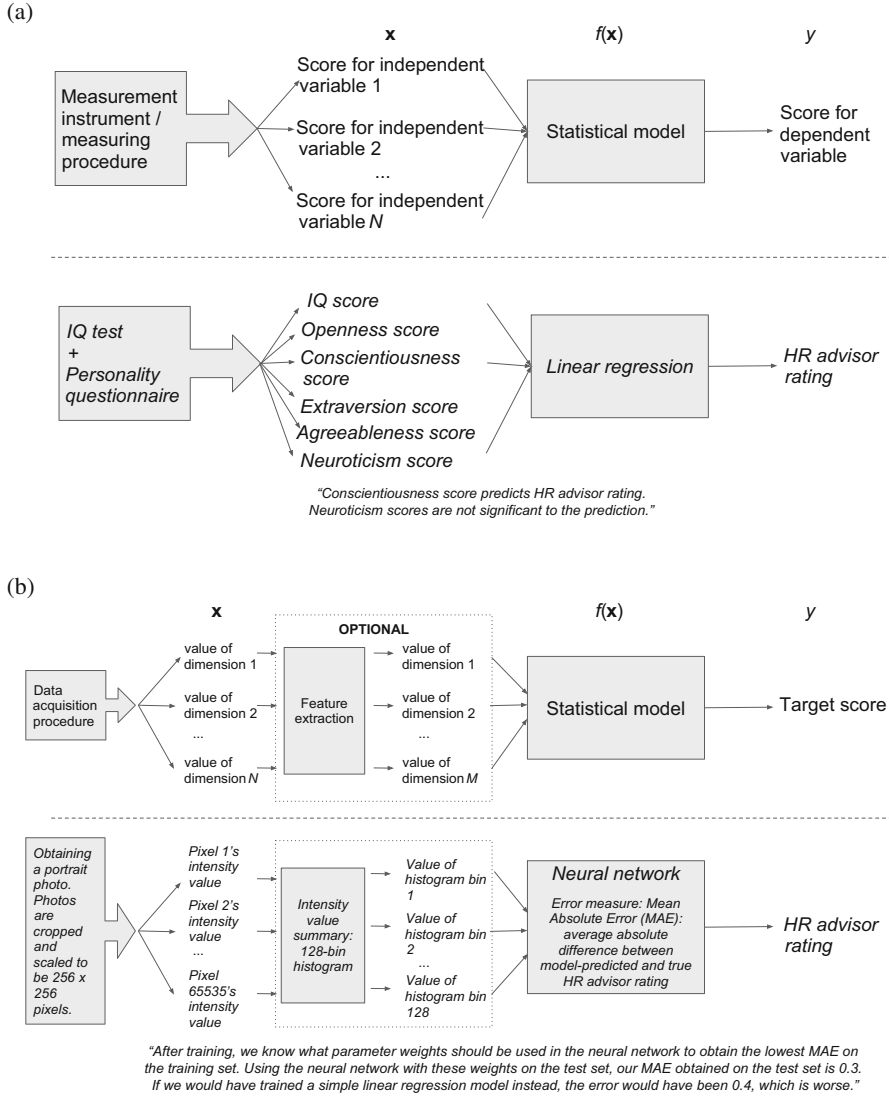 (a)
x
f(x)
y
Measurement
instrument /
measuring
procedure
Score for independent
variable 1
Score for independent
variable 2
...
Score for independent
variable N
Statistical model
Score for
dependent
variable
IQ test
+
Personality
questionnaire
IQ score
Openness score
Conscientiousness
score
Extraversion score
Agreeableness score
Neuroticism score
Linear regression
HR advisor
rating
“Conscientiousness score predicts HR advisor rating.
Neuroticism scores are not significant to the prediction.”
(b)
x
f(x)
y
OPTIONAL
Data
acquisition
procedure
value of
dimension 1
value of
dimension 2
...
value of
dimension N
Feature
extraction
value of
dimension 1
value of
dimension 2
...
value of
dimension M
Statistical model
Target score
Obtaining
a portrait
photo.
Photos are
cropped
and
scaled to
be 256 x
256
pixels.
Pixel 1’s
intensity
value
Pixel 2’s
intensity
value
...
Pixel
65535’s
intensity
value
Intensity
value
summary:
128-bin
histogram
Value of
histogram bin
1
Value of
histogram bin
2
...
Value of
histogram bin
128
Neural network
Error measure: Mean
Absolute Error (MAE):
average absolute
difference between
model-predicted and true
HR advisor rating
HR advisor
rating
“After training, we know what parameter weights should be used in the neural network to obtain the lowest MAE on
the training set. Using the neural network with these weights on the test set, our MAE obtained on the test set is 0.3.
If we would have trained a simple linear regression model instead, the error would have been 0.4, which is worse.”